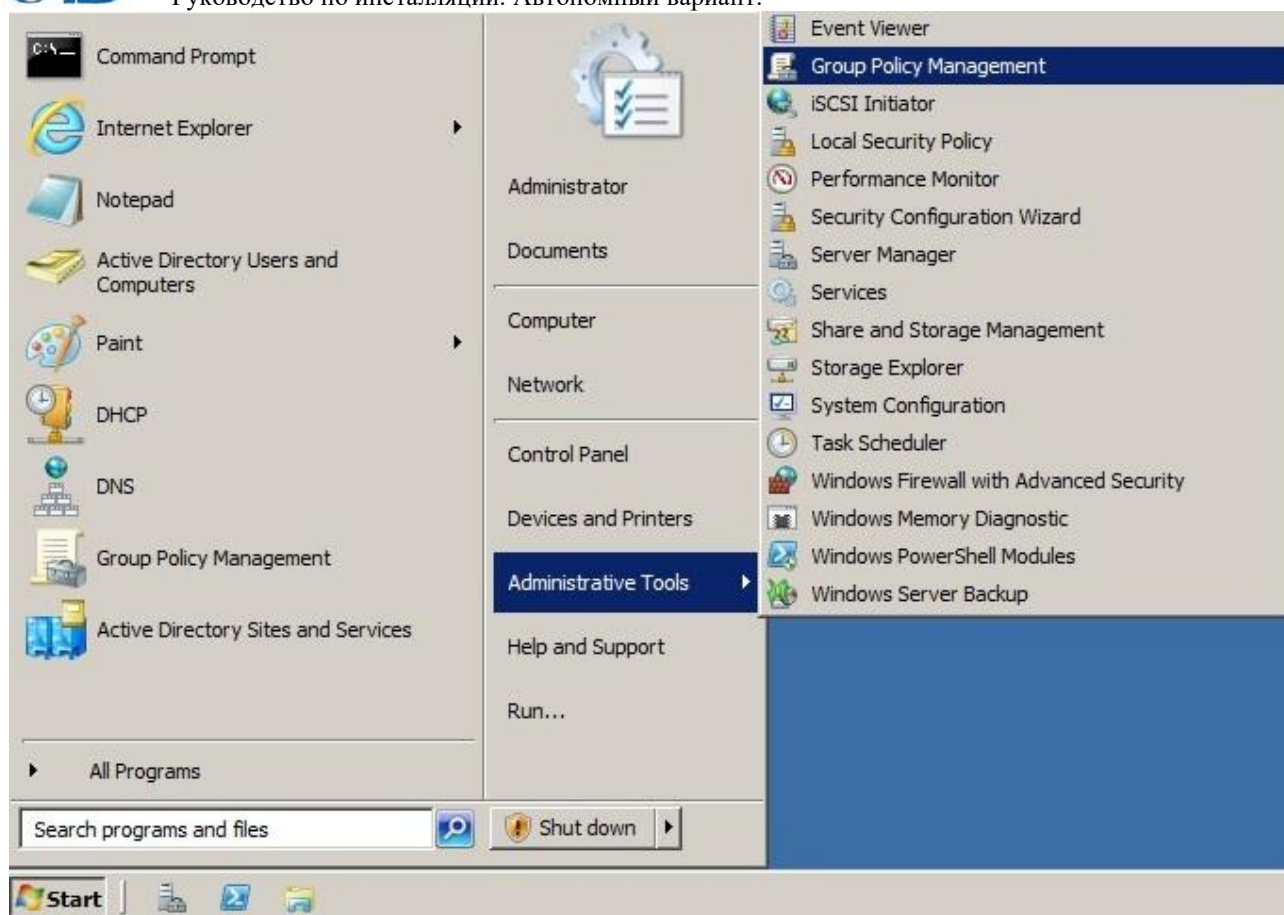 Руководство по инсталляции. Автономный вариант.
Command Prompt
Internet Explorer
Notepad
Active Directory Users and
Computers
Paint
DHCP
DNS
Group Policy Management
Active Directory Sites and Services
All Programs
Search programs and files
Administrator
Documents
Computer
Network
Control Panel
Devices and Printers
Administrative Tools
Help and Support
Run...
Shut down
Event Viewer
Group Policy Management
iSCSI Initiator
Local Security Policy
Performance Monitor
Security Configuration Wizard
Server Manager
Services
Share and Storage Management
Storage Explorer
System Configuration
Task Scheduler
Windows Firewall with Advanced Security
Windows Memory Diagnostic
Windows PowerShell Modules
Windows Server Backup
Start